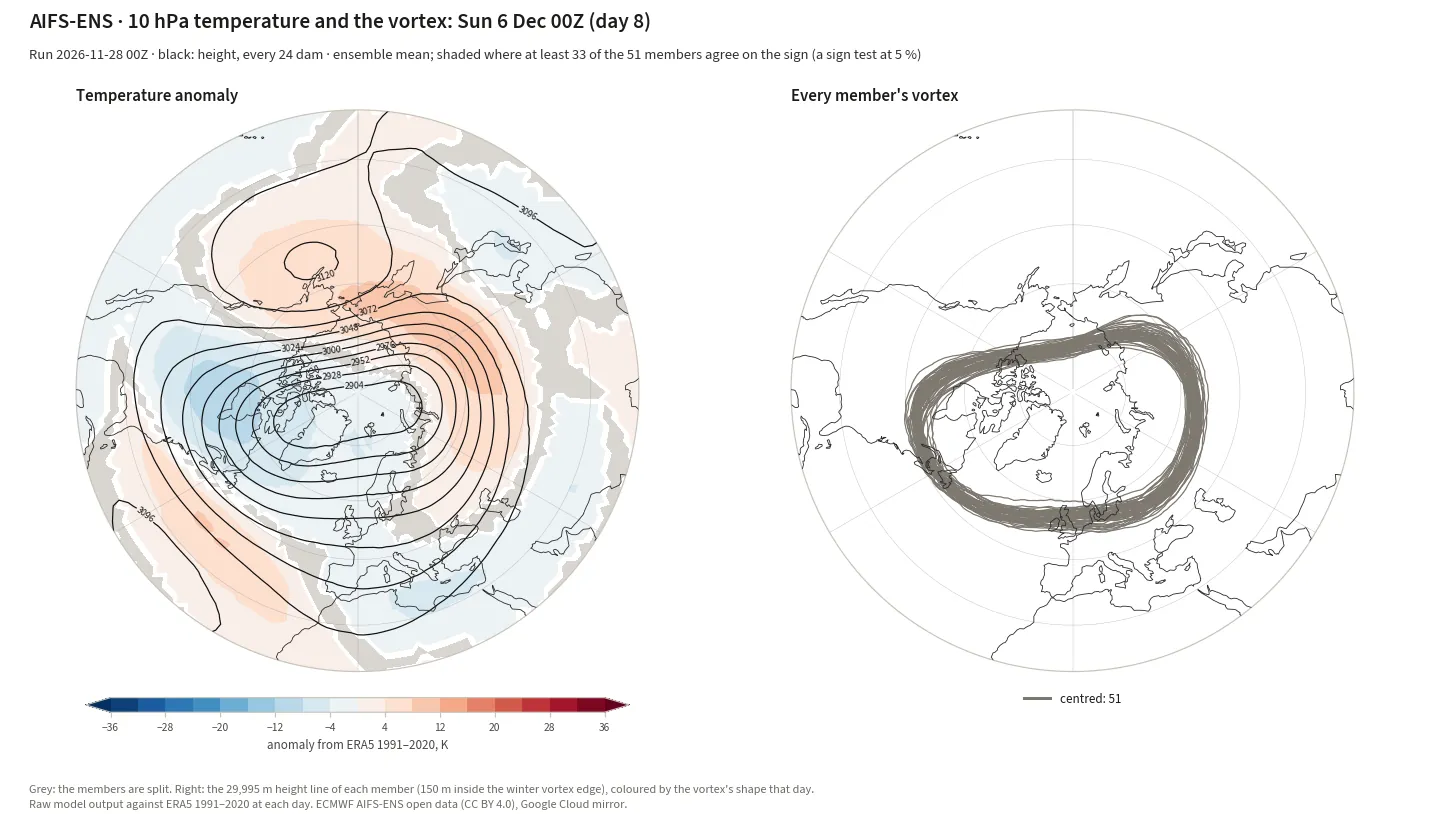 AIFS-ENS · 10 hPa temperature and the vortex: Sun 6 Dec 00Z (day 8)
Run 2026-11-28 00Z · black: height, every 24 dam · ensemble mean; shaded where at least 33 of the 51 members agree on the sign (a sign test at 5 %)
Temperature anomaly
Every member's vortex
3096
3120
3072
3048
3024
3000
2976
2952
2928
2904
3096
centred: 51
−36 −28 −20 −12 −4 4 12 20 28 36
anomaly from ERA5 1991–2020, K
Grey: the members are split. Right: the 29,995 m height line of each member (150 m inside the winter vortex edge), coloured by the vortex's shape that day.
Raw model output against ERA5 1991–2020 at each day. ECMWF AIFS-ENS open data (CC BY 4.0), Google Cloud mirror.